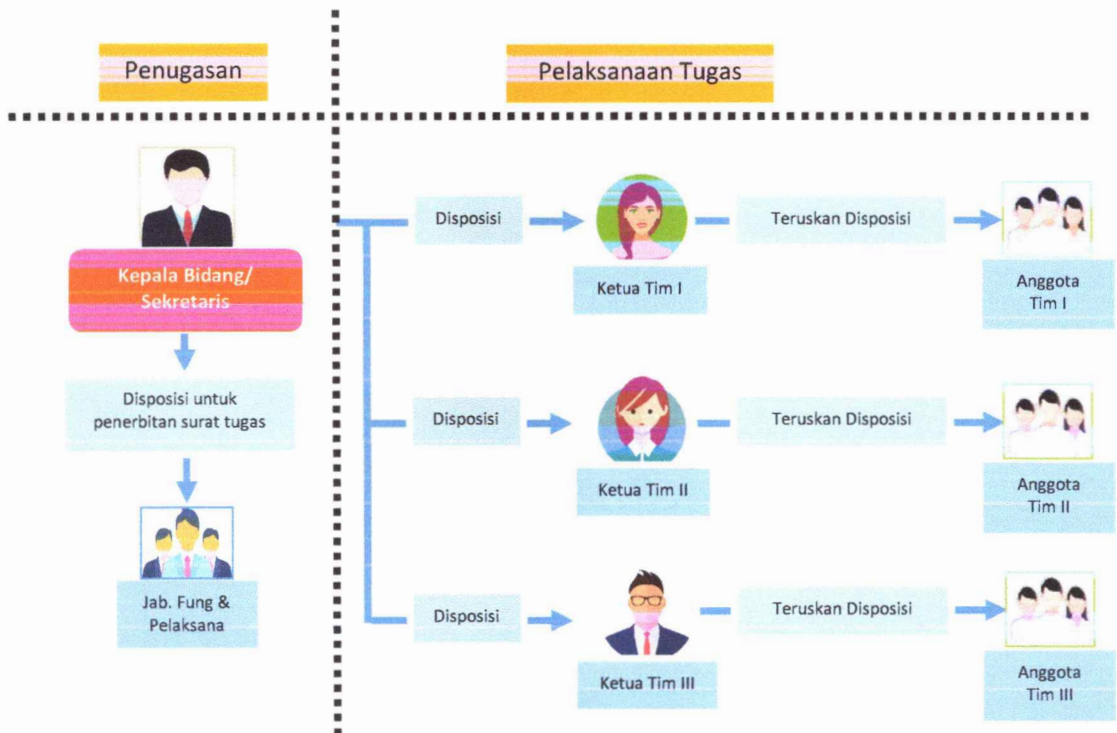 Penugasan
Pelaksanaan Tugas
Kepala Bidang/
Sekretaris
Disposisi untuk
penerbitan surat tugas
Jab. Fung &
Pelaksana
Disposisi
Ketua Tim I
Teruskan Disposisi
Anggota
Tim I
Disposisi
Ketua Tim II
Teruskan Disposisi
Anggota
Tim II
Disposisi
Ketua Tim III
Teruskan Disposisi
Anggota
Tim III